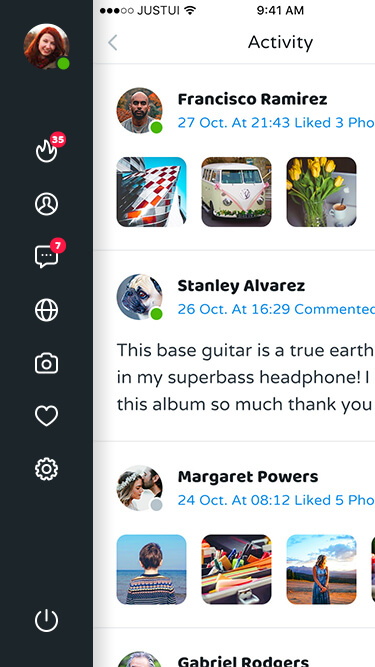 JUSTUI
9:41 AM
Activity
35
7
Francisco Ramirez
27 Oct. At 21:43 Liked 3 Pho
Stanley Alvarez
26 Oct. At 16:29 Commented
This base guitar is a true earth
in my superbass headphone! I
this album so much thank you
Margaret Powers
24 Oct. At 08:12 Liked 5 Pho
Gabriel Rodgers